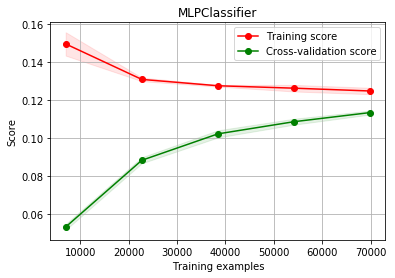 MLPClassifier
0.16
0.14
0.12
0.10
0.08
0.06
Score
Training score
Cross-validation score
10000 20000 30000 40000 50000 60000 70000
Training examples